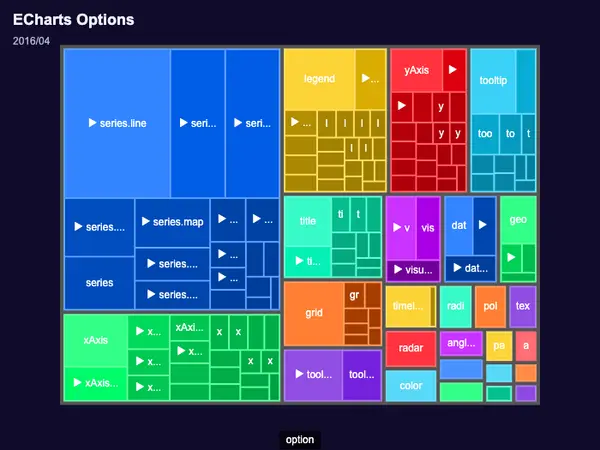 ECharts Options
2016/04
▶ series.line
▶ seri...
▶ seri...
▶ series....
▶ series.map
▶ ...
▶ ...
series
▶ series....
▶ series....
▶ ...
▶ ...
xAxis
▶ x...
xAxi...
x
x
▶ x...
▶ x...
x
x
▶ xAxis...
▶ x...
legend
▶ ...
▶ ...
l
l
l
l
l
l
yAxis
▶
▶
y
y
y
tooltip
too
to
t
title
ti
t
▶ ti...
▶ v
vis
▶ visu...
dat
▶
▶ dat...
geo
▶
grid
gr
▶ tool...
tool...
timel...
radi
pol
tex
radar
angl...
pa
a
color
option